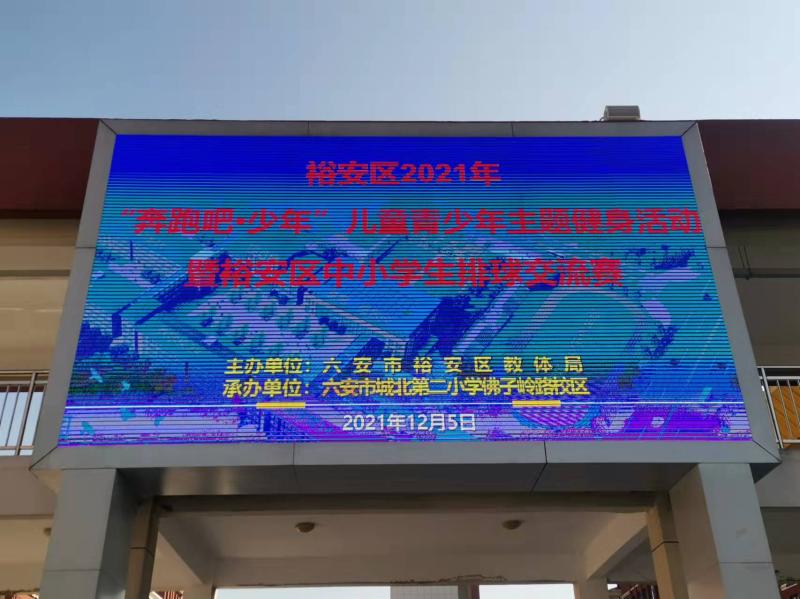 裕安区2021年
“奔跑吧·少年”儿童青少年主题健身活动
暨裕安区中小学生排球交流赛
主办单位：六安市裕安区教体局
承办单位：六安市城北第二小学佛子岭路校区
2021年12月5日